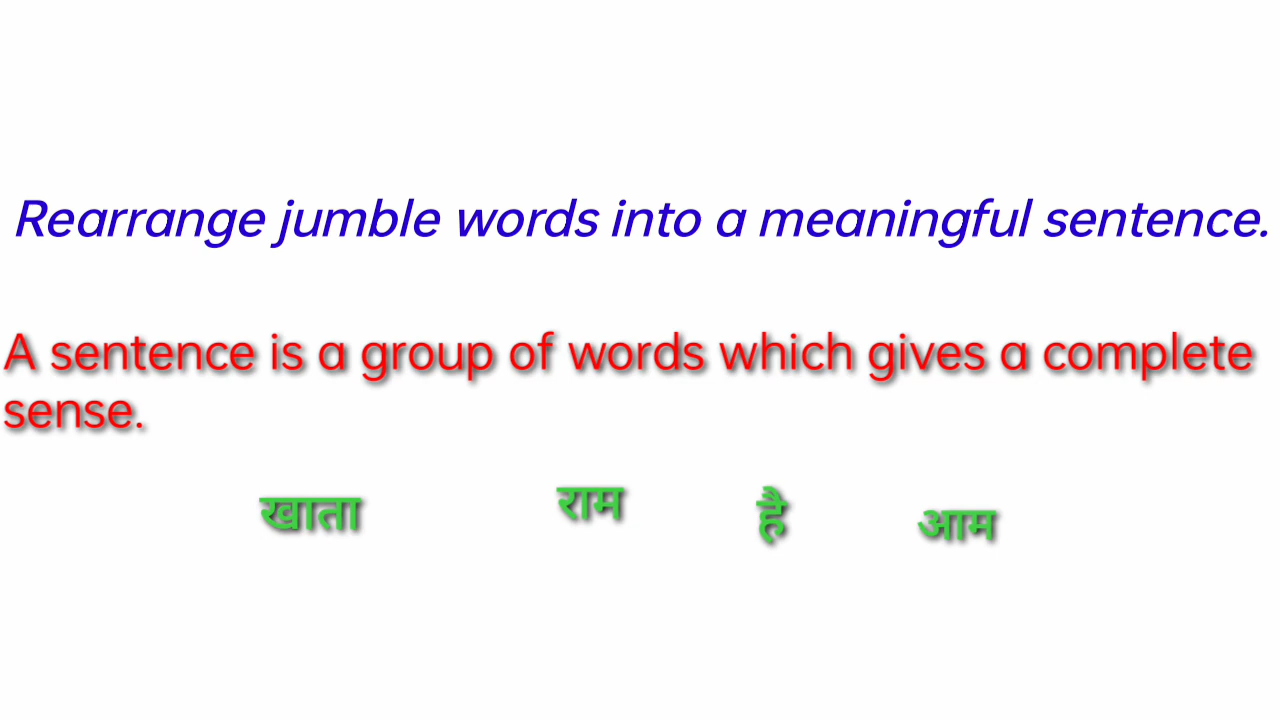 Rearrange jumble words into a meaningful sentence.
A sentence is a group of words which gives a complete
sense.
खाता राम है आम